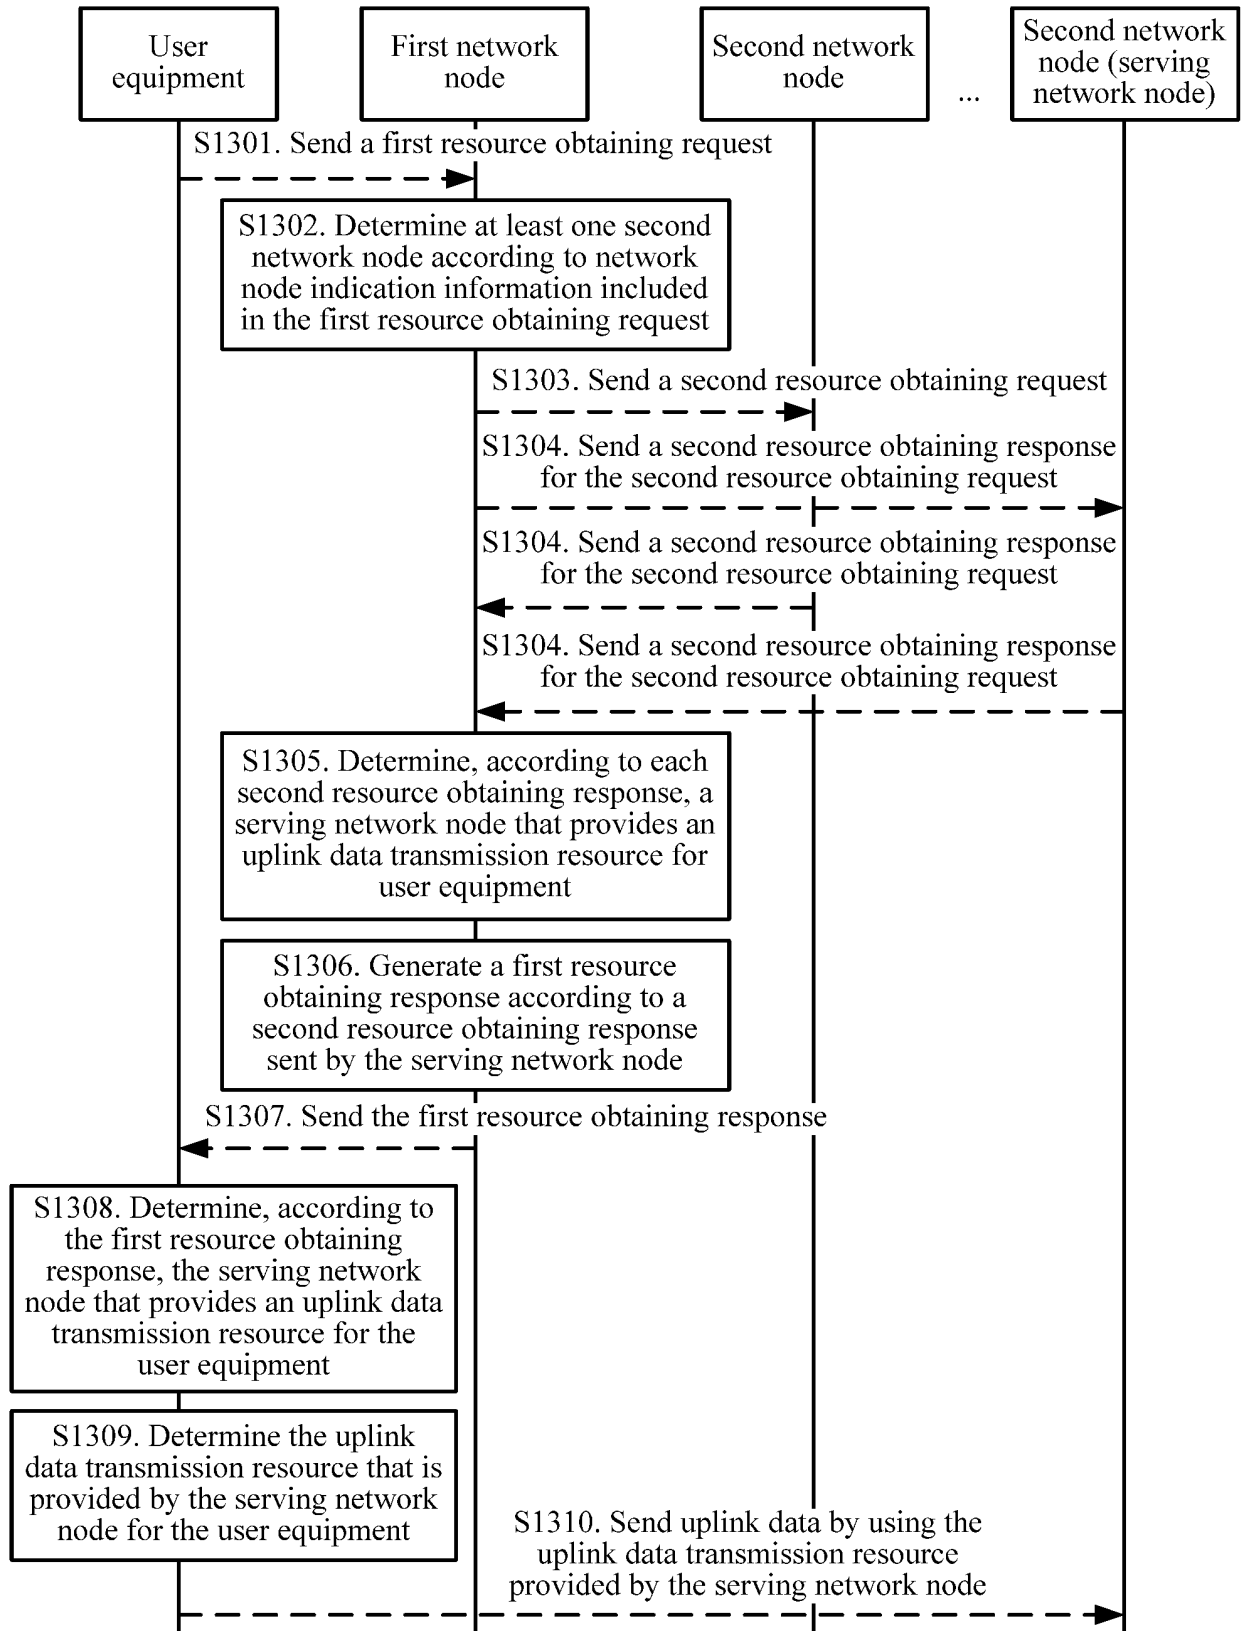 User
equipment
First network
node
Second network
node
...
Second network
node (serving
network node)
S1301. Send a first resource obtaining request
S1302. Determine at least one second
network node according to network
node indication information included
in the first resource obtaining request
S1303. Send a second resource obtaining request
S1304. Send a second resource obtaining response
for the second resource obtaining request
S1304. Send a second resource obtaining response
for the second resource obtaining request
S1304. Send a second resource obtaining response
for the second resource obtaining request
S1305. Determine, according to each
second resource obtaining response, a
serving network node that provides an
uplink data transmission resource for
user equipment
S1306. Generate a first resource
obtaining response according to a
second resource obtaining response
sent by the serving network node
S1307. Send the first resource obtaining response
S1308. Determine, according to
the first resource obtaining
response, the serving network
node that provides an uplink data
transmission resource for the
user equipment
S1309. Determine the uplink
data transmission resource that is
provided by the serving network
node for the user equipment
S1310. Send uplink data by using the
uplink data transmission resource
provided by the serving network node